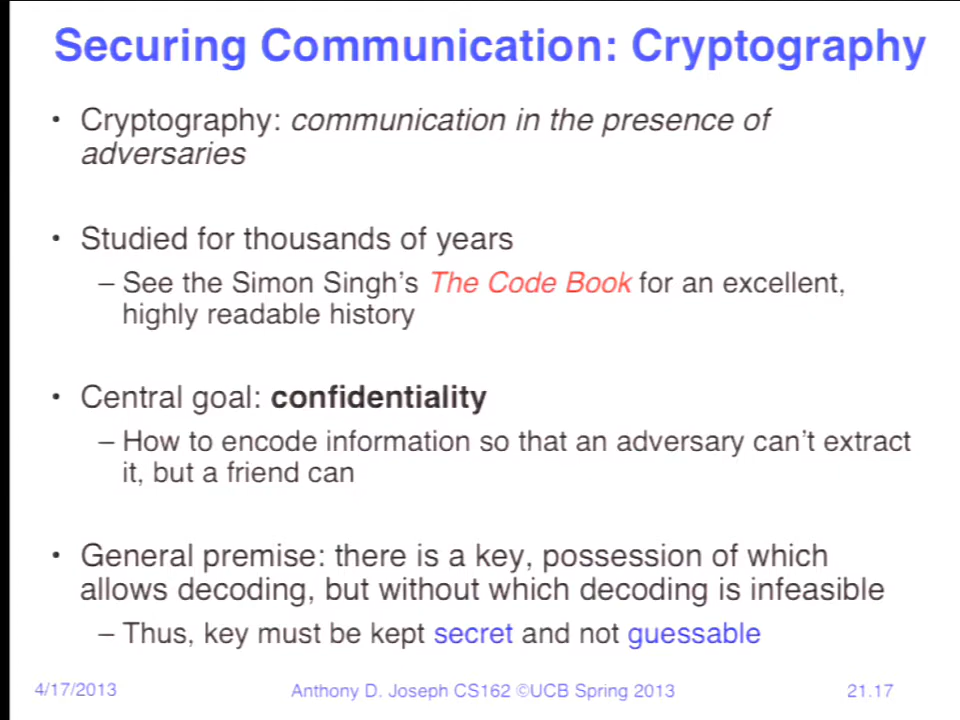 Securing Communication: Cryptography
• Cryptography: communication in the presence of
adversaries
• Studied for thousands of years
– See the Simon Singh's The Code Book for an excellent,
highly readable history
• Central goal: confidentiality
– How to encode information so that an adversary can't extract
it, but a friend can
• General premise: there is a key, possession of which
allows decoding, but without which decoding is infeasible
– Thus, key must be kept secret and not guessable
4/17/2013 Anthony D. Joseph CS162 ©UCB Spring 2013 21.17